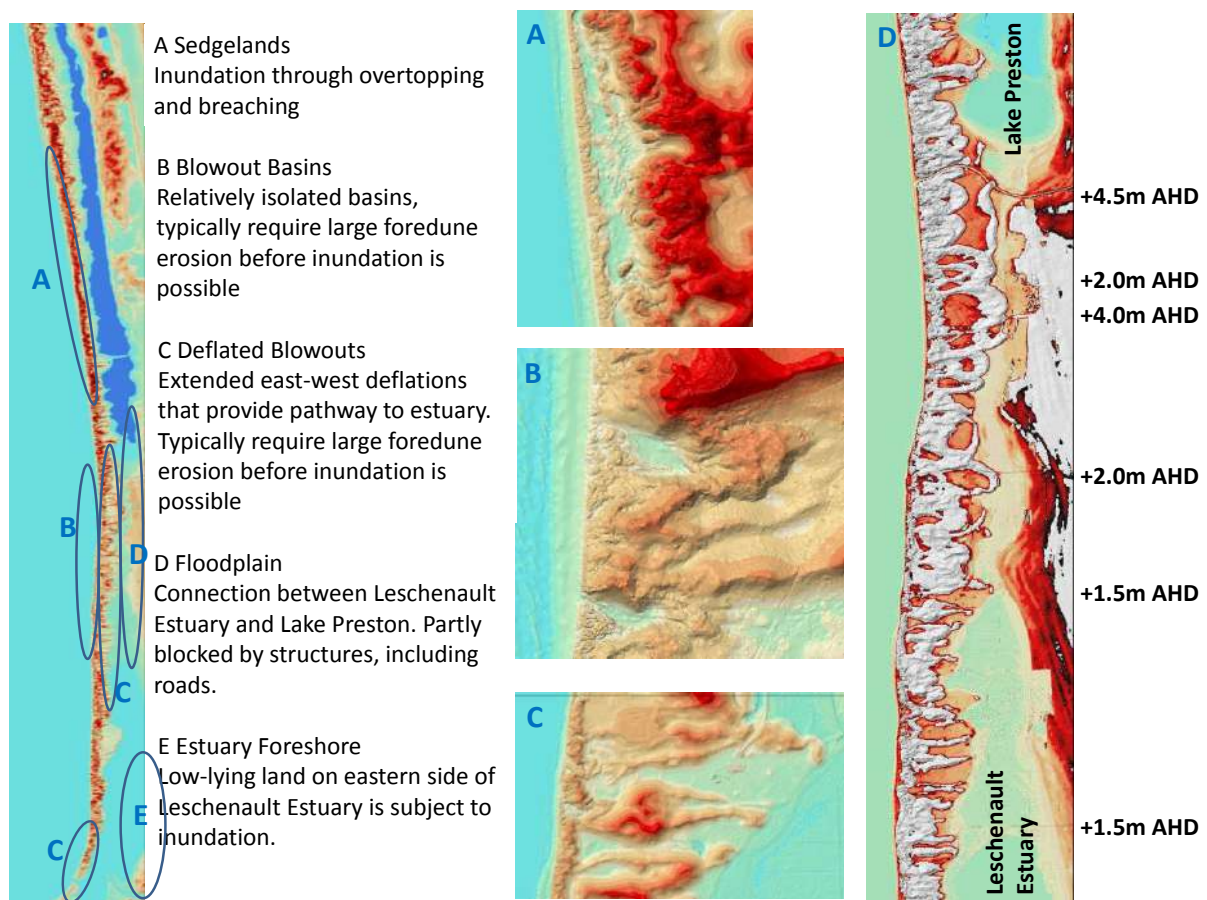 A Sedgelands
Inundation through overtopping
and breaching
B Blowout Basins
Relatively isolated basins,
typically require large foredune
erosion before inundation is
possible
C Deflated Blowouts
Extended east-west deflations
that provide pathway to estuary.
Typically require large foredune
erosion before inundation is
possible
D Floodplain
Connection between Leschenault
Estuary and Lake Preston. Partly
blocked by structures, including
roads.
E Estuary Foreshore
Low-lying land on eastern side of
Leschenault Estuary is subject to
inundation.
A
B
D
C
E
C
A
B
C
D
Lake Preston
+4.5m AHD
+2.0m AHD
+4.0m AHD
+2.0m AHD
+1.5m AHD
+1.5m AHD
Leschenault
Estuary